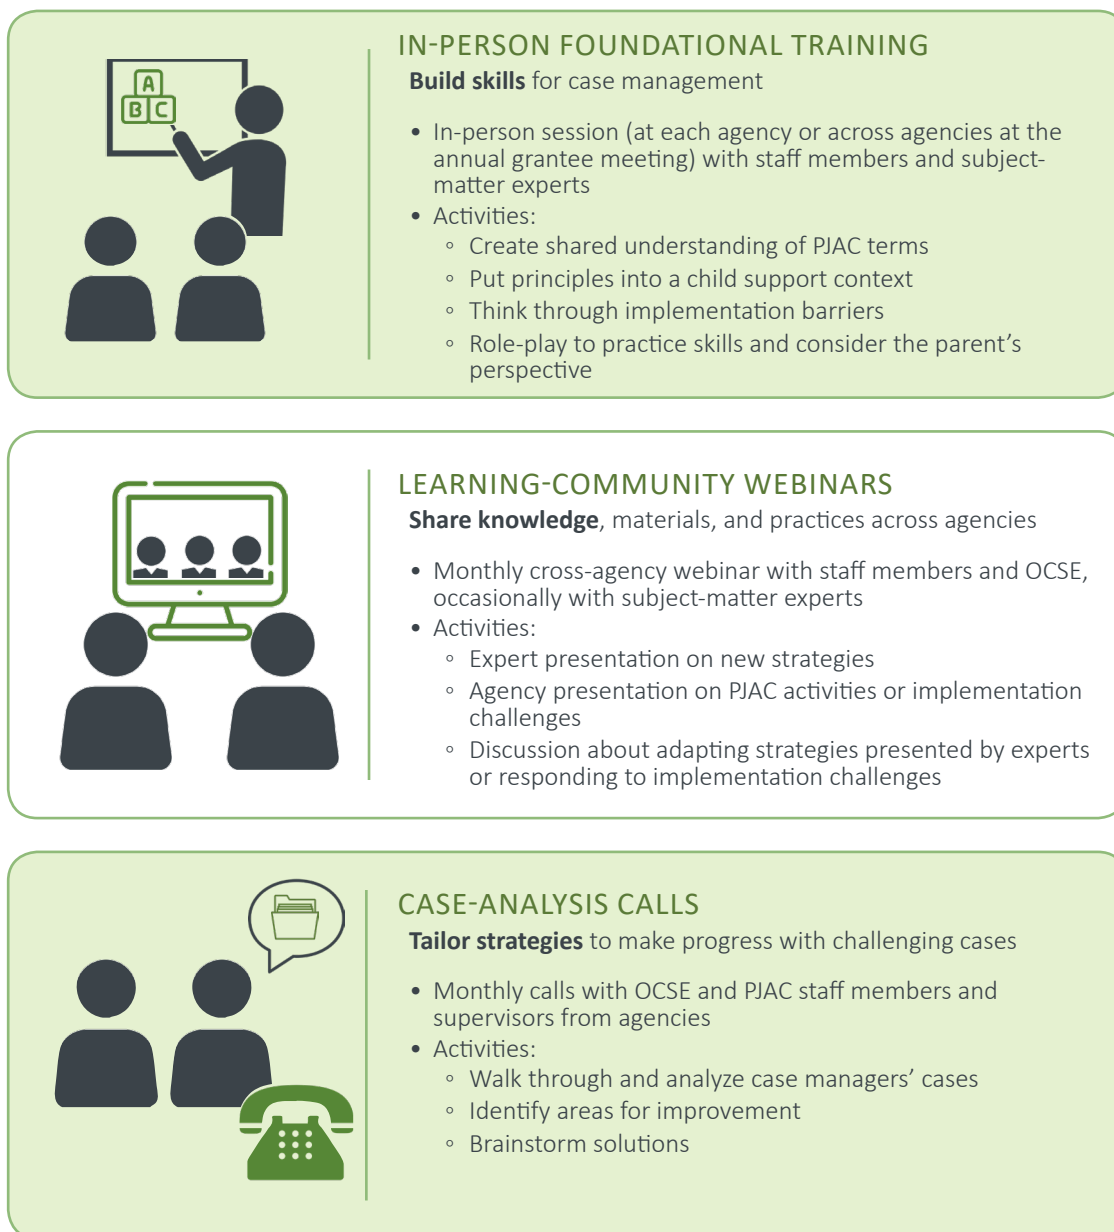 A
B C
IN-PERSON FOUNDATIONAL TRAINING
Build skills for case management
• In-person session (at each agency or across agencies at the
annual grantee meeting) with staff members and subject-
matter experts
• Activities:
◦ Create shared understanding of PJAC terms
◦ Put principles into a child support context
◦ Think through implementation barriers
◦ Role-play to practice skills and consider the parent’s
perspective
LEARNING-COMMUNITY WEBINARS
Share knowledge, materials, and practices across agencies
• Monthly cross-agency webinar with staff members and OCSE,
occasionally with subject-matter experts
• Activities:
◦ Expert presentation on new strategies
◦ Agency presentation on PJAC activities or implementation
challenges
◦ Discussion about adapting strategies presented by experts
or responding to implementation challenges
CASE-ANALYSIS CALLS
Tailor strategies to make progress with challenging cases
• Monthly calls with OCSE and PJAC staff members and
supervisors from agencies
• Activities:
◦ Walk through and analyze case managers’ cases
◦ Identify areas for improvement
◦ Brainstorm solutions